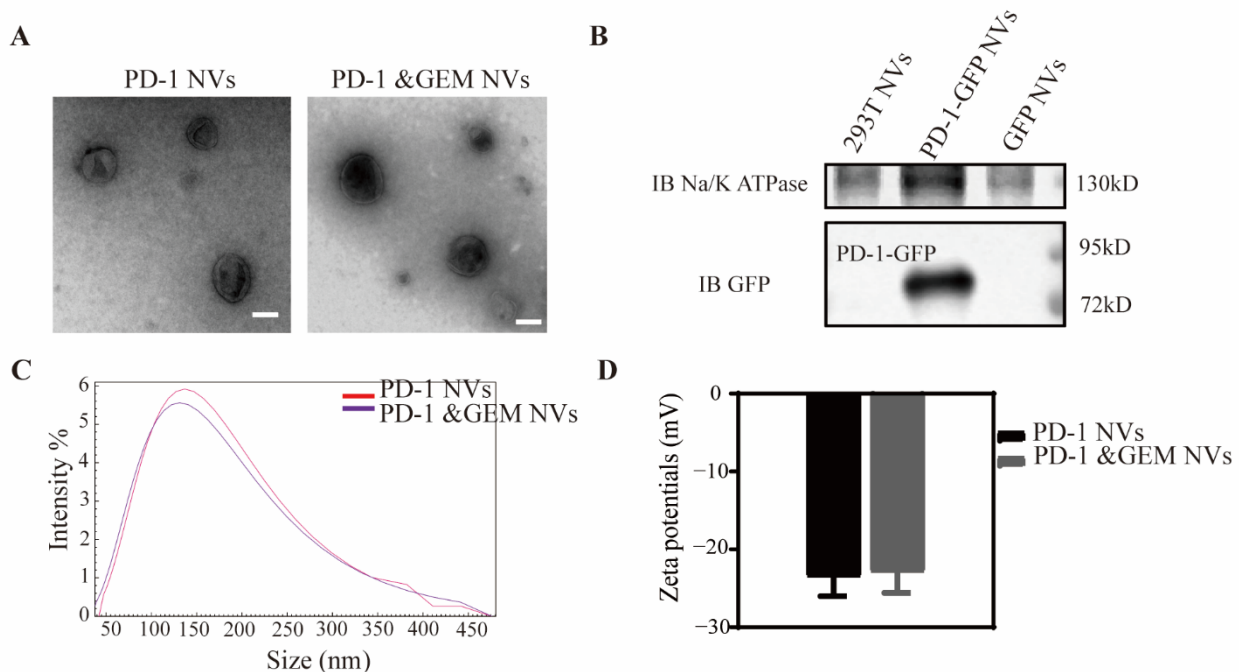 A
PD-1 NVs
PD-1 &GEM NVs
B
293T NVs
PD-1-GFP NVs
GFP NVs
IB Na/K ATPase
130kD
PD-1-GFP
IB GFP
95kD
72kD
C
Intensity %
6
5
4
3
2
1
0
50 100 150 200 250 300 350 400 450
Size (nm)
PD-1 NVs
PD-1 &GEM NVs
D
Zeta potentials (mV)
0
−10
−20
−30
PD-1 NVs
PD-1 &GEM NVs